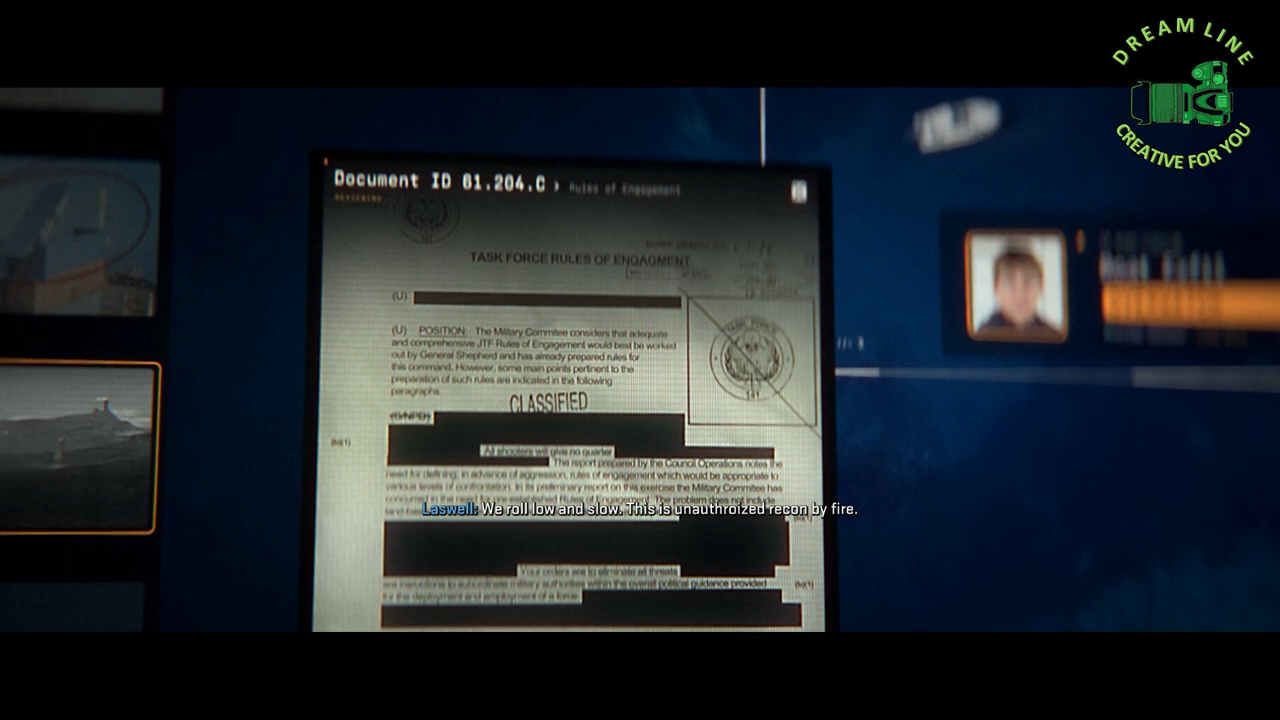 DREAM LINE
CREATIVE FOR YOU
Document ID 61.204.C > Rules of Engagement
REVIEWING
TASK FORCE RULES OF ENGAGMENT
(U)
(U) POSITION: The Military Commitee considers that adequate
and comprehensive JTF Rules of Engagement would best be worked
out by General Shepherd and has already prepared rules for
this command. However, some main points pertinent to the
preparation of such rules are indicated in the following
paragraphs.
141
CLASSIFIED
(b)(1)
All shooters will give no quarter
The report prepared by the Council Operations notes the
need for defining, in advance of aggression, rules of engagement which would be appropriate to
various levels of confrontation. In its preliminary report on this exercise the Military Commitee has
concurred in the need for pre-established Rules of Engagement. The problem does not include
Laswell: We roll low and slow. This is unauthroized recon by fire.
Your orders are to eliminate all threats
military authorities within the overall political guidance provided
(b)(1)
for the deployment and employment of a force